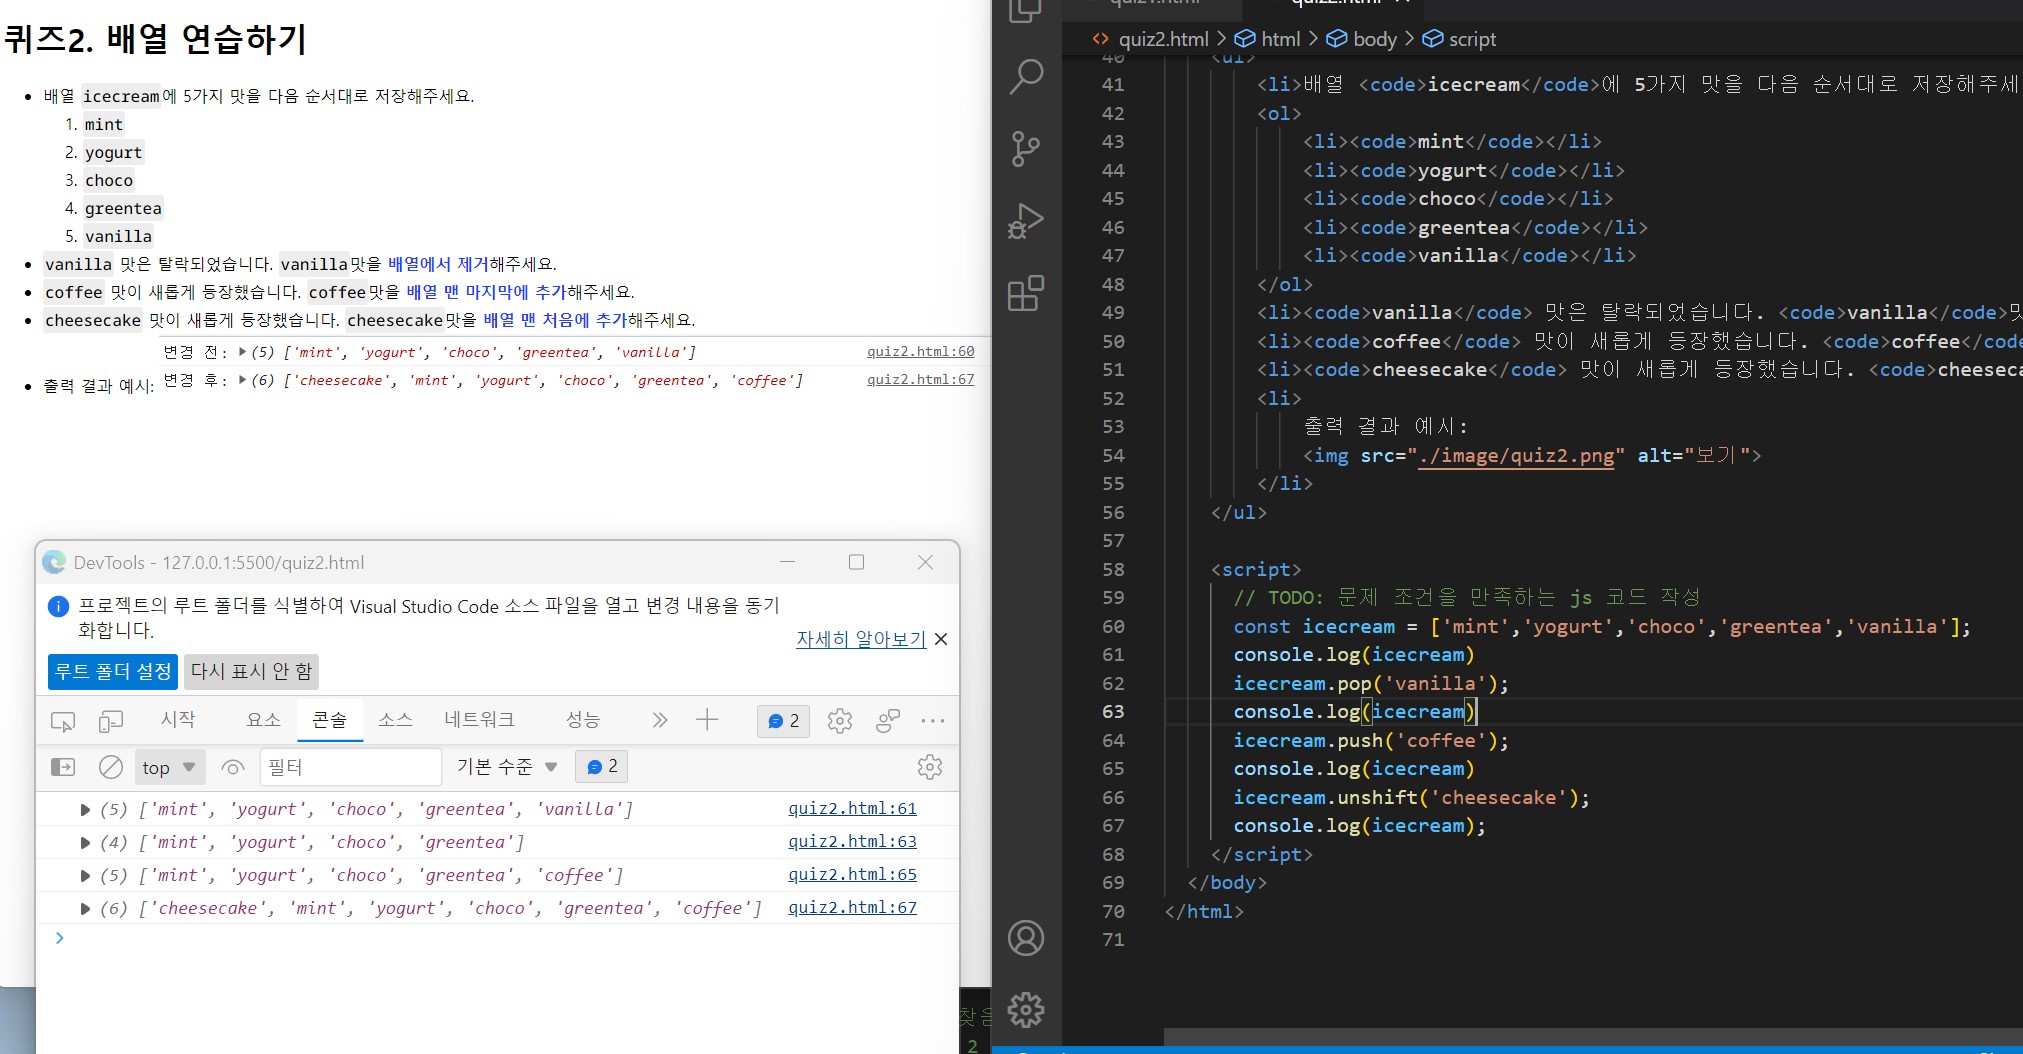 퀴즈2. 배열 연습하기
배열 icecream에 5가지 맛을 다음 순서대로 저장해주세요.
1. mint
2. yogurt
3. choco
4. greentea
5. vanilla
vanilla 맛은 탈락되었습니다. vanilla맛을 배열에서 제거해주세요.
coffee 맛이 새롭게 등장했습니다. coffee맛을 배열 맨 마지막에 추가해주세요.
cheesecake 맛이 새롭게 등장했습니다. cheesecake맛을 배열 맨 처음에 추가해주세요.
변경 전: ▶(5) ['mint', 'yogurt', 'choco', 'greentea', 'vanilla'] quiz2.html:60
출력 결과 예시: 변경 후: ▶(6) ['cheesecake', 'mint', 'yogurt', 'choco', 'greentea', 'coffee'] quiz2.html:67
DevTools - 127.0.0.1:5500/quiz2.html
프로젝트의 루트 폴더를 식별하여 Visual Studio Code 소스 파일을 열고 변경 내용을 동기
화합니다.
자세히 알아보기
루트 폴더 설정 다시 표시 안 함
시작 요소 콘솔 소스 네트워크 성능 2
top 필터 기본 수준 2
▶ (5) ['mint', 'yogurt', 'choco', 'greentea', 'vanilla'] quiz2.html:61
▶ (4) ['mint', 'yogurt', 'choco', 'greentea'] quiz2.html:63
▶ (5) ['mint', 'yogurt', 'choco', 'greentea', 'coffee'] quiz2.html:65
▶ (6) ['cheesecake', 'mint', 'yogurt', 'choco', 'greentea', 'coffee'] quiz2.html:67
quiz2.html > html > body > script
40 <ul>
41 <li>배열 <code>icecream</code>에 5가지 맛을 다음 순서대로 저장해주세
42 <ol>
43 <li><code>mint</code></li>
44 <li><code>yogurt</code></li>
45 <li><code>choco</code></li>
46 <li><code>greentea</code></li>
47 <li><code>vanilla</code></li>
48 </ol>
49 <li><code>vanilla</code> 맛은 탈락되었습니다. <code>vanilla</code>맛
50 <li><code>coffee</code> 맛이 새롭게 등장했습니다. <code>coffee</code
51 <li><code>cheesecake</code> 맛이 새롭게 등장했습니다. <code>cheeseca
52 <li>
53 출력 결과 예시:
54 <img src="./image/quiz2.png" alt="보기">
55 </li>
56 </ul>
57
58 <script>
59 // TODO: 문제 조건을 만족하는 js 코드 작성
60 const icecream = ['mint','yogurt','choco','greentea','vanilla'];
61 console.log(icecream)
62 icecream.pop('vanilla');
63 console.log(icecream)
64 icecream.push('coffee');
65 console.log(icecream)
66 icecream.unshift('cheesecake');
67 console.log(icecream);
68 </script>
69 </body>
70 </html>
71
찾음
2